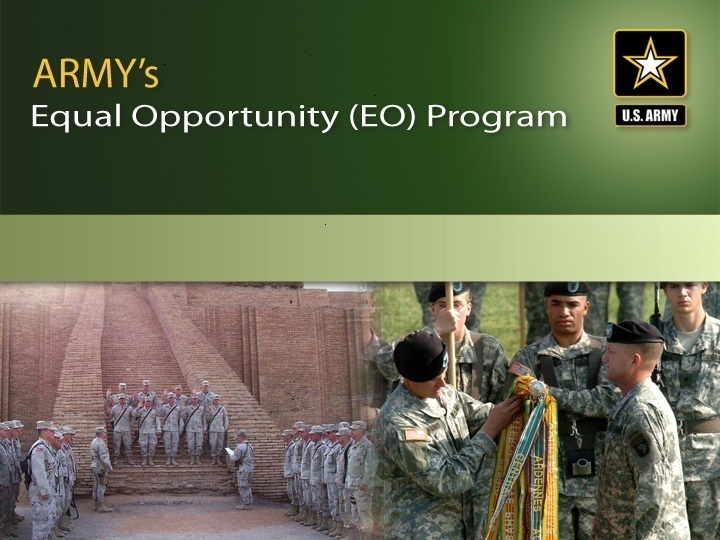 ARMY's
Equal Opportunity (EO) Program
U.S. ARMY
ARDENNES